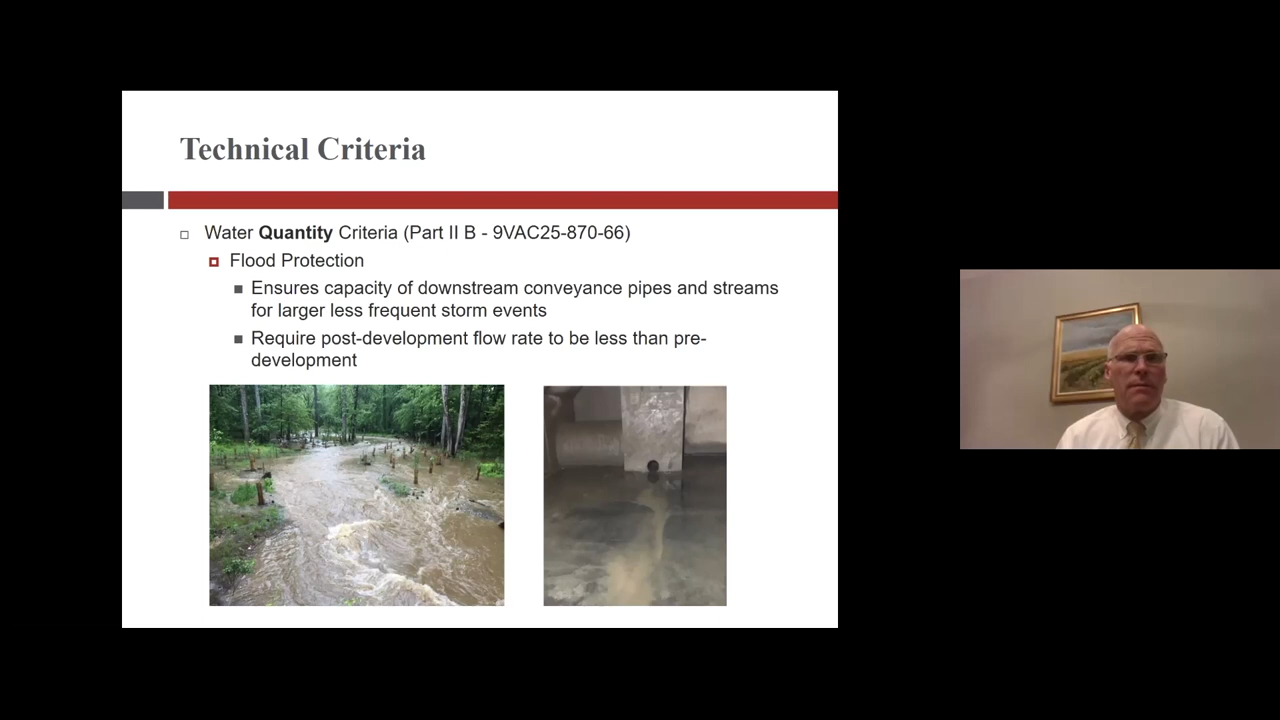 Technical Criteria
Water Quantity Criteria (Part II B - 9VAC25-870-66)
Flood Protection
Ensures capacity of downstream conveyance pipes and streams
for larger less frequent storm events
Require post-development flow rate to be less than pre-
development